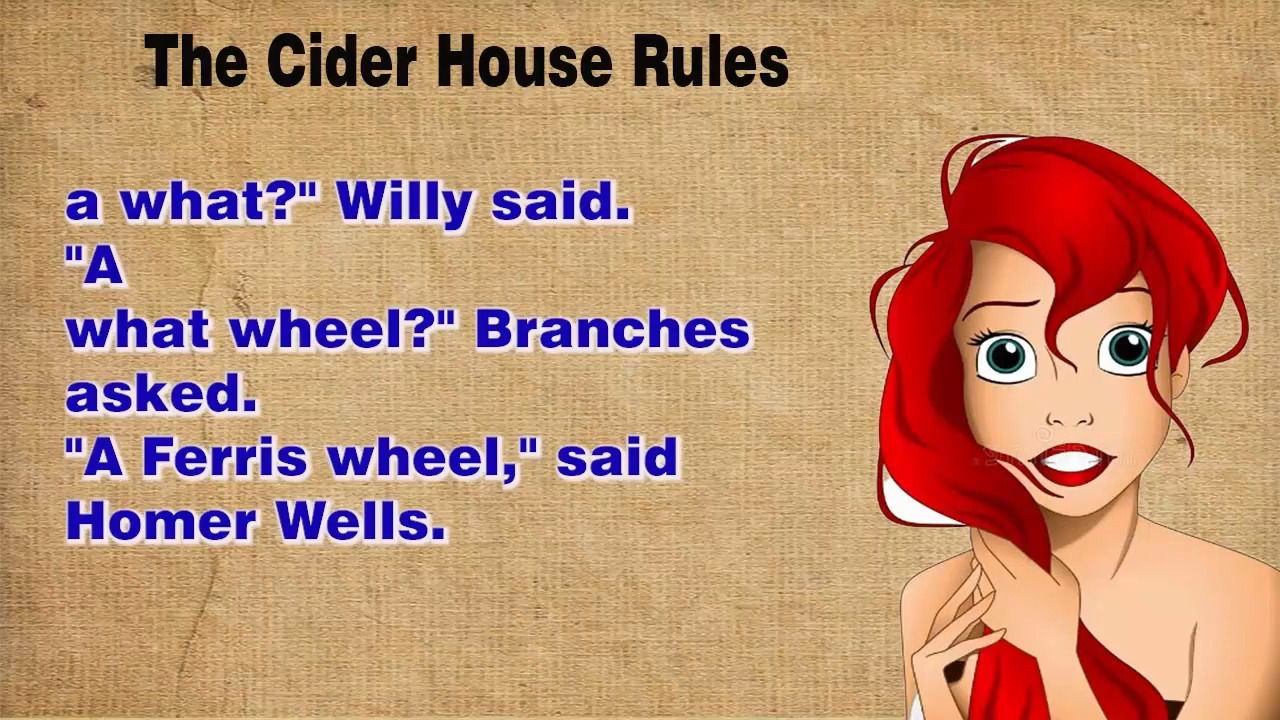 The Cider House Rules
a what?" Willy said.
"A
what wheel?" Branches
asked.
"A Ferris wheel," said
Homer Wells.